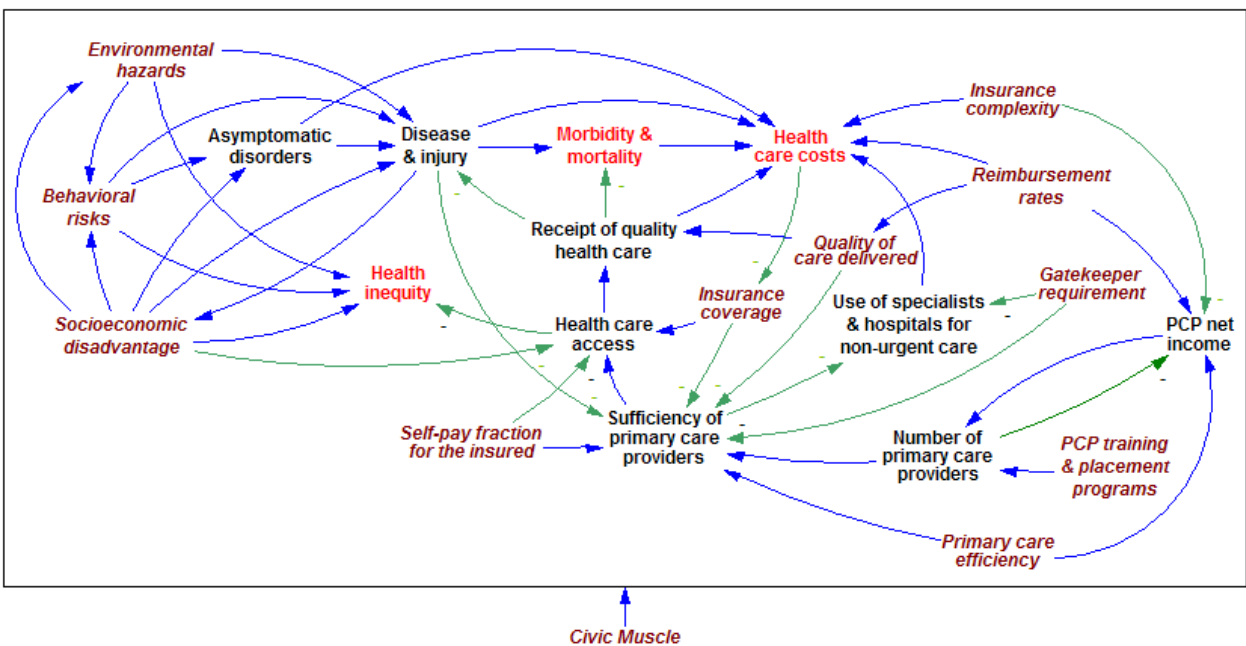 Environmental
hazards
Insurance
complexity
Asymptomatic
disorders
Disease
& injury
Morbidity &
mortality
Health
care costs
Behavioral
risks
Reimbursement
rates
-
-
Receipt of quality
health care
Quality of
care delivered
Health
inequity
-
Insurance
coverage
Gatekeeper
requirement
Use of specialists
& hospitals for
non-urgent care
-
-
Socioeconomic
disadvantage
-
Health care
access
PCP net
income
-
-
-
-
-
-
-
Self-pay fraction
for the insured
Sufficiency of
primary care
providers
-
Number of
primary care
providers
PCP training
& placement
programs
Primary care
efficiency
Civic Muscle